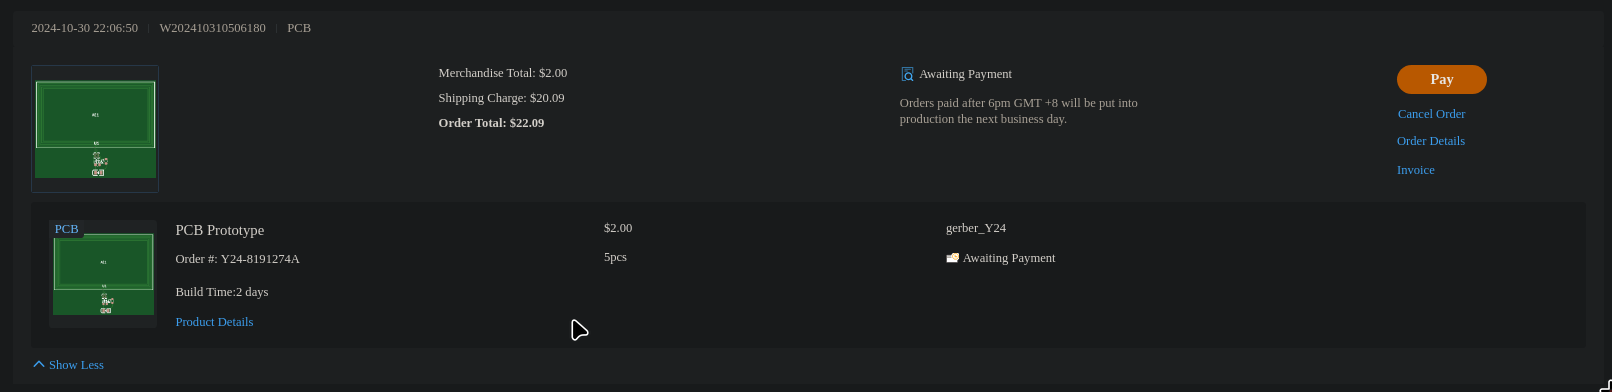 2024-10-30 22:06:50 | W202410310506180 | PCB
Merchandise Total: $2.00
Shipping Charge: $20.09
Order Total: $22.09
Awaiting Payment
Orders paid after 6pm GMT +8 will be put into
production the next business day.
Pay
Cancel Order
Order Details
Invoice
PCB
PCB Prototype
Order #: Y24-8191274A
Build Time:2 days
Product Details
$2.00
5pcs
gerber_Y24
Awaiting Payment
Show Less